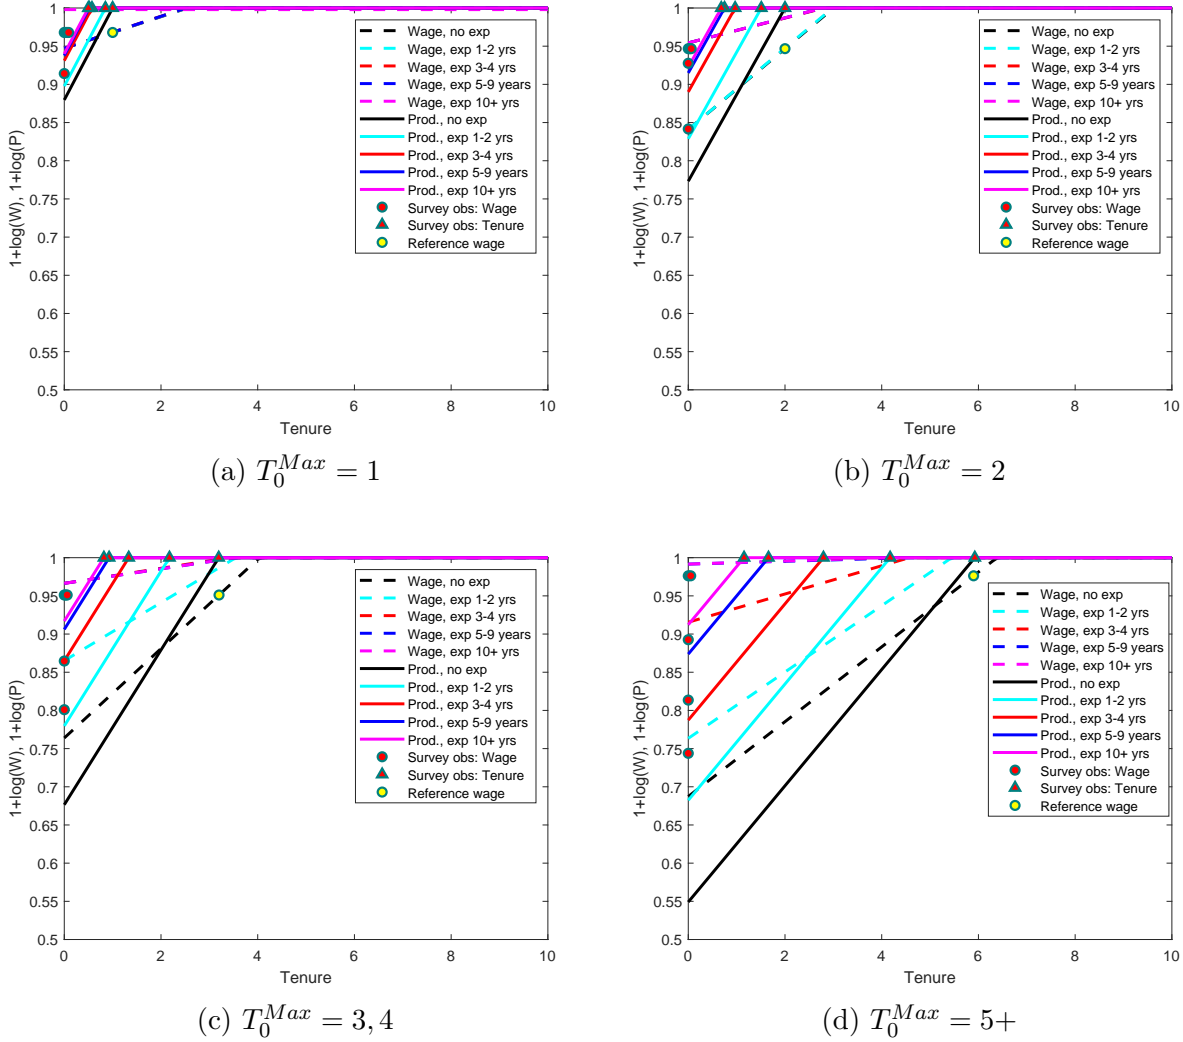 1
0.95
0.9
0.85
0.8
0.75
0.7
0.65
0.6
0.55
0.5
1+log(W), 1+log(P)
0 2 4 6 8 10
Tenure
Wage, no exp
Wage, exp 1-2 yrs
Wage, exp 3-4 yrs
Wage, exp 5-9 years
Wage, exp 10+ yrs
Prod., no exp
Prod., exp 1-2 yrs
Prod., exp 3-4 yrs
Prod., exp 5-9 years
Prod., exp 10+ yrs
Survey obs: Wage
Survey obs: Tenure
Reference wage
(a) $T_0^{Max} = 1$
1
0.95
0.9
0.85
0.8
0.75
0.7
0.65
0.6
0.55
0.5
1+log(W), 1+log(P)
0 2 4 6 8 10
Tenure
Wage, no exp
Wage, exp 1-2 yrs
Wage, exp 3-4 yrs
Wage, exp 5-9 years
Wage, exp 10+ yrs
Prod., no exp
Prod., exp 1-2 yrs
Prod., exp 3-4 yrs
Prod., exp 5-9 years
Prod., exp 10+ yrs
Survey obs: Wage
Survey obs: Tenure
Reference wage
(b) $T_0^{Max} = 2$
1
0.95
0.9
0.85
0.8
0.75
0.7
0.65
0.6
0.55
0.5
1+log(W), 1+log(P)
0 2 4 6 8 10
Tenure
Wage, no exp
Wage, exp 1-2 yrs
Wage, exp 3-4 yrs
Wage, exp 5-9 years
Wage, exp 10+ yrs
Prod., no exp
Prod., exp 1-2 yrs
Prod., exp 3-4 yrs
Prod., exp 5-9 years
Prod., exp 10+ yrs
Survey obs: Wage
Survey obs: Tenure
Reference wage
(c) $T_0^{Max} = 3, 4$
1
0.95
0.9
0.85
0.8
0.75
0.7
0.65
0.6
0.55
0.5
1+log(W), 1+log(P)
0 2 4 6 8 10
Tenure
Wage, no exp
Wage, exp 1-2 yrs
Wage, exp 3-4 yrs
Wage, exp 5-9 years
Wage, exp 10+ yrs
Prod., no exp
Prod., exp 1-2 yrs
Prod., exp 3-4 yrs
Prod., exp 5-9 years
Prod., exp 10+ yrs
Survey obs: Wage
Survey obs: Tenure
Reference wage
(d) $T_0^{Max} = 5+$